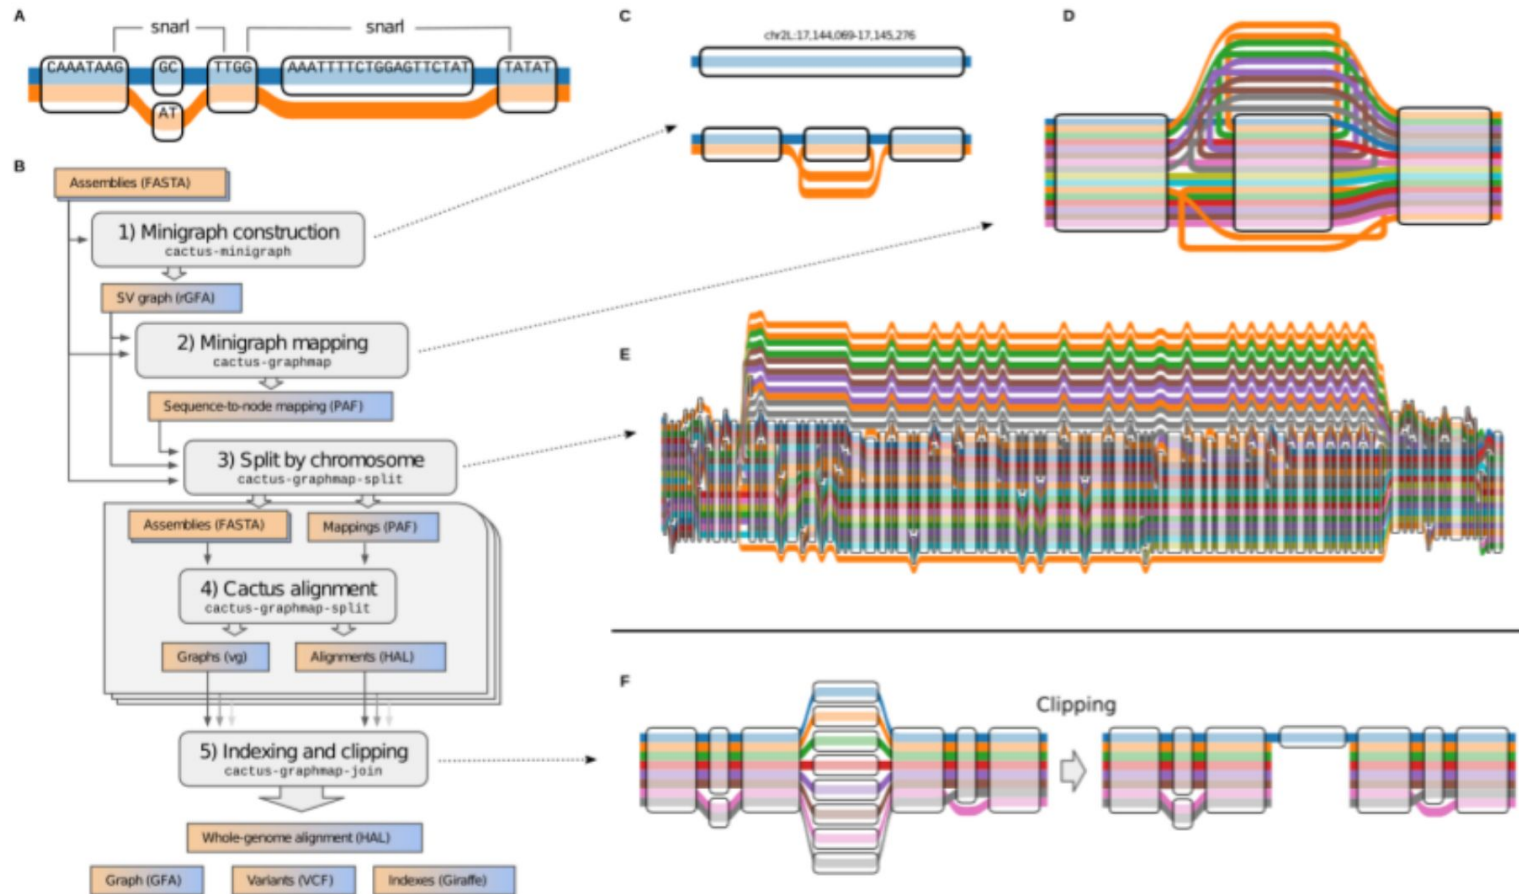 A
snarl
snarl
CAAATAAG
GC
TTGG
AAATTTTCTGGAGTTCTAT
TATAT
AT
B
Assemblies (FASTA)
1) Minigraph construction
cactus-minigraph
SV graph (rGFA)
2) Minigraph mapping
cactus-graphmap
Sequence-to-node mapping (PAF)
3) Split by chromosome
cactus-graphmap-split
Assemblies (FASTA)
Mappings (PAF)
4) Cactus alignment
cactus-graphmap-split
Graphs (vg)
Alignments (HAL)
5) Indexing and clipping
cactus-graphmap-join
Whole-genome alignment (HAL)
Graph (GFA)
Variants (VCF)
Indexes (Giraffe)
C
chr2L:17,144,069-17,145,276
D
E
F
Clipping